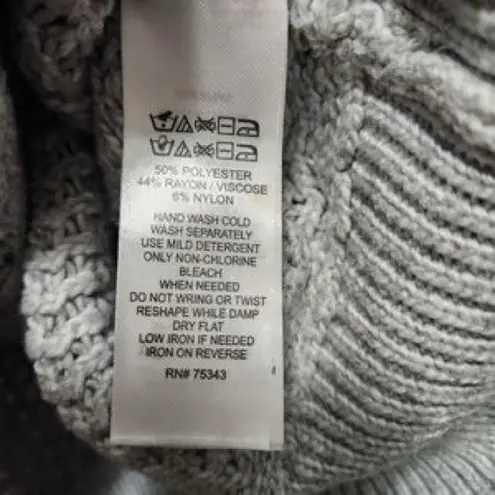 50% POLYESTER
44% RAYON / VISCOSE
6% NYLON
HAND WASH COLD
WASH SEPARATELY
USE MILD DETERGENT
ONLY NON-CHLORINE
BLEACH
WHEN NEEDED
DO NOT WRING OR TWIST
RESHAPE WHILE DAMP
DRY FLAT
LOW IRON IF NEEDED
IRON ON REVERSE
RN# 75343